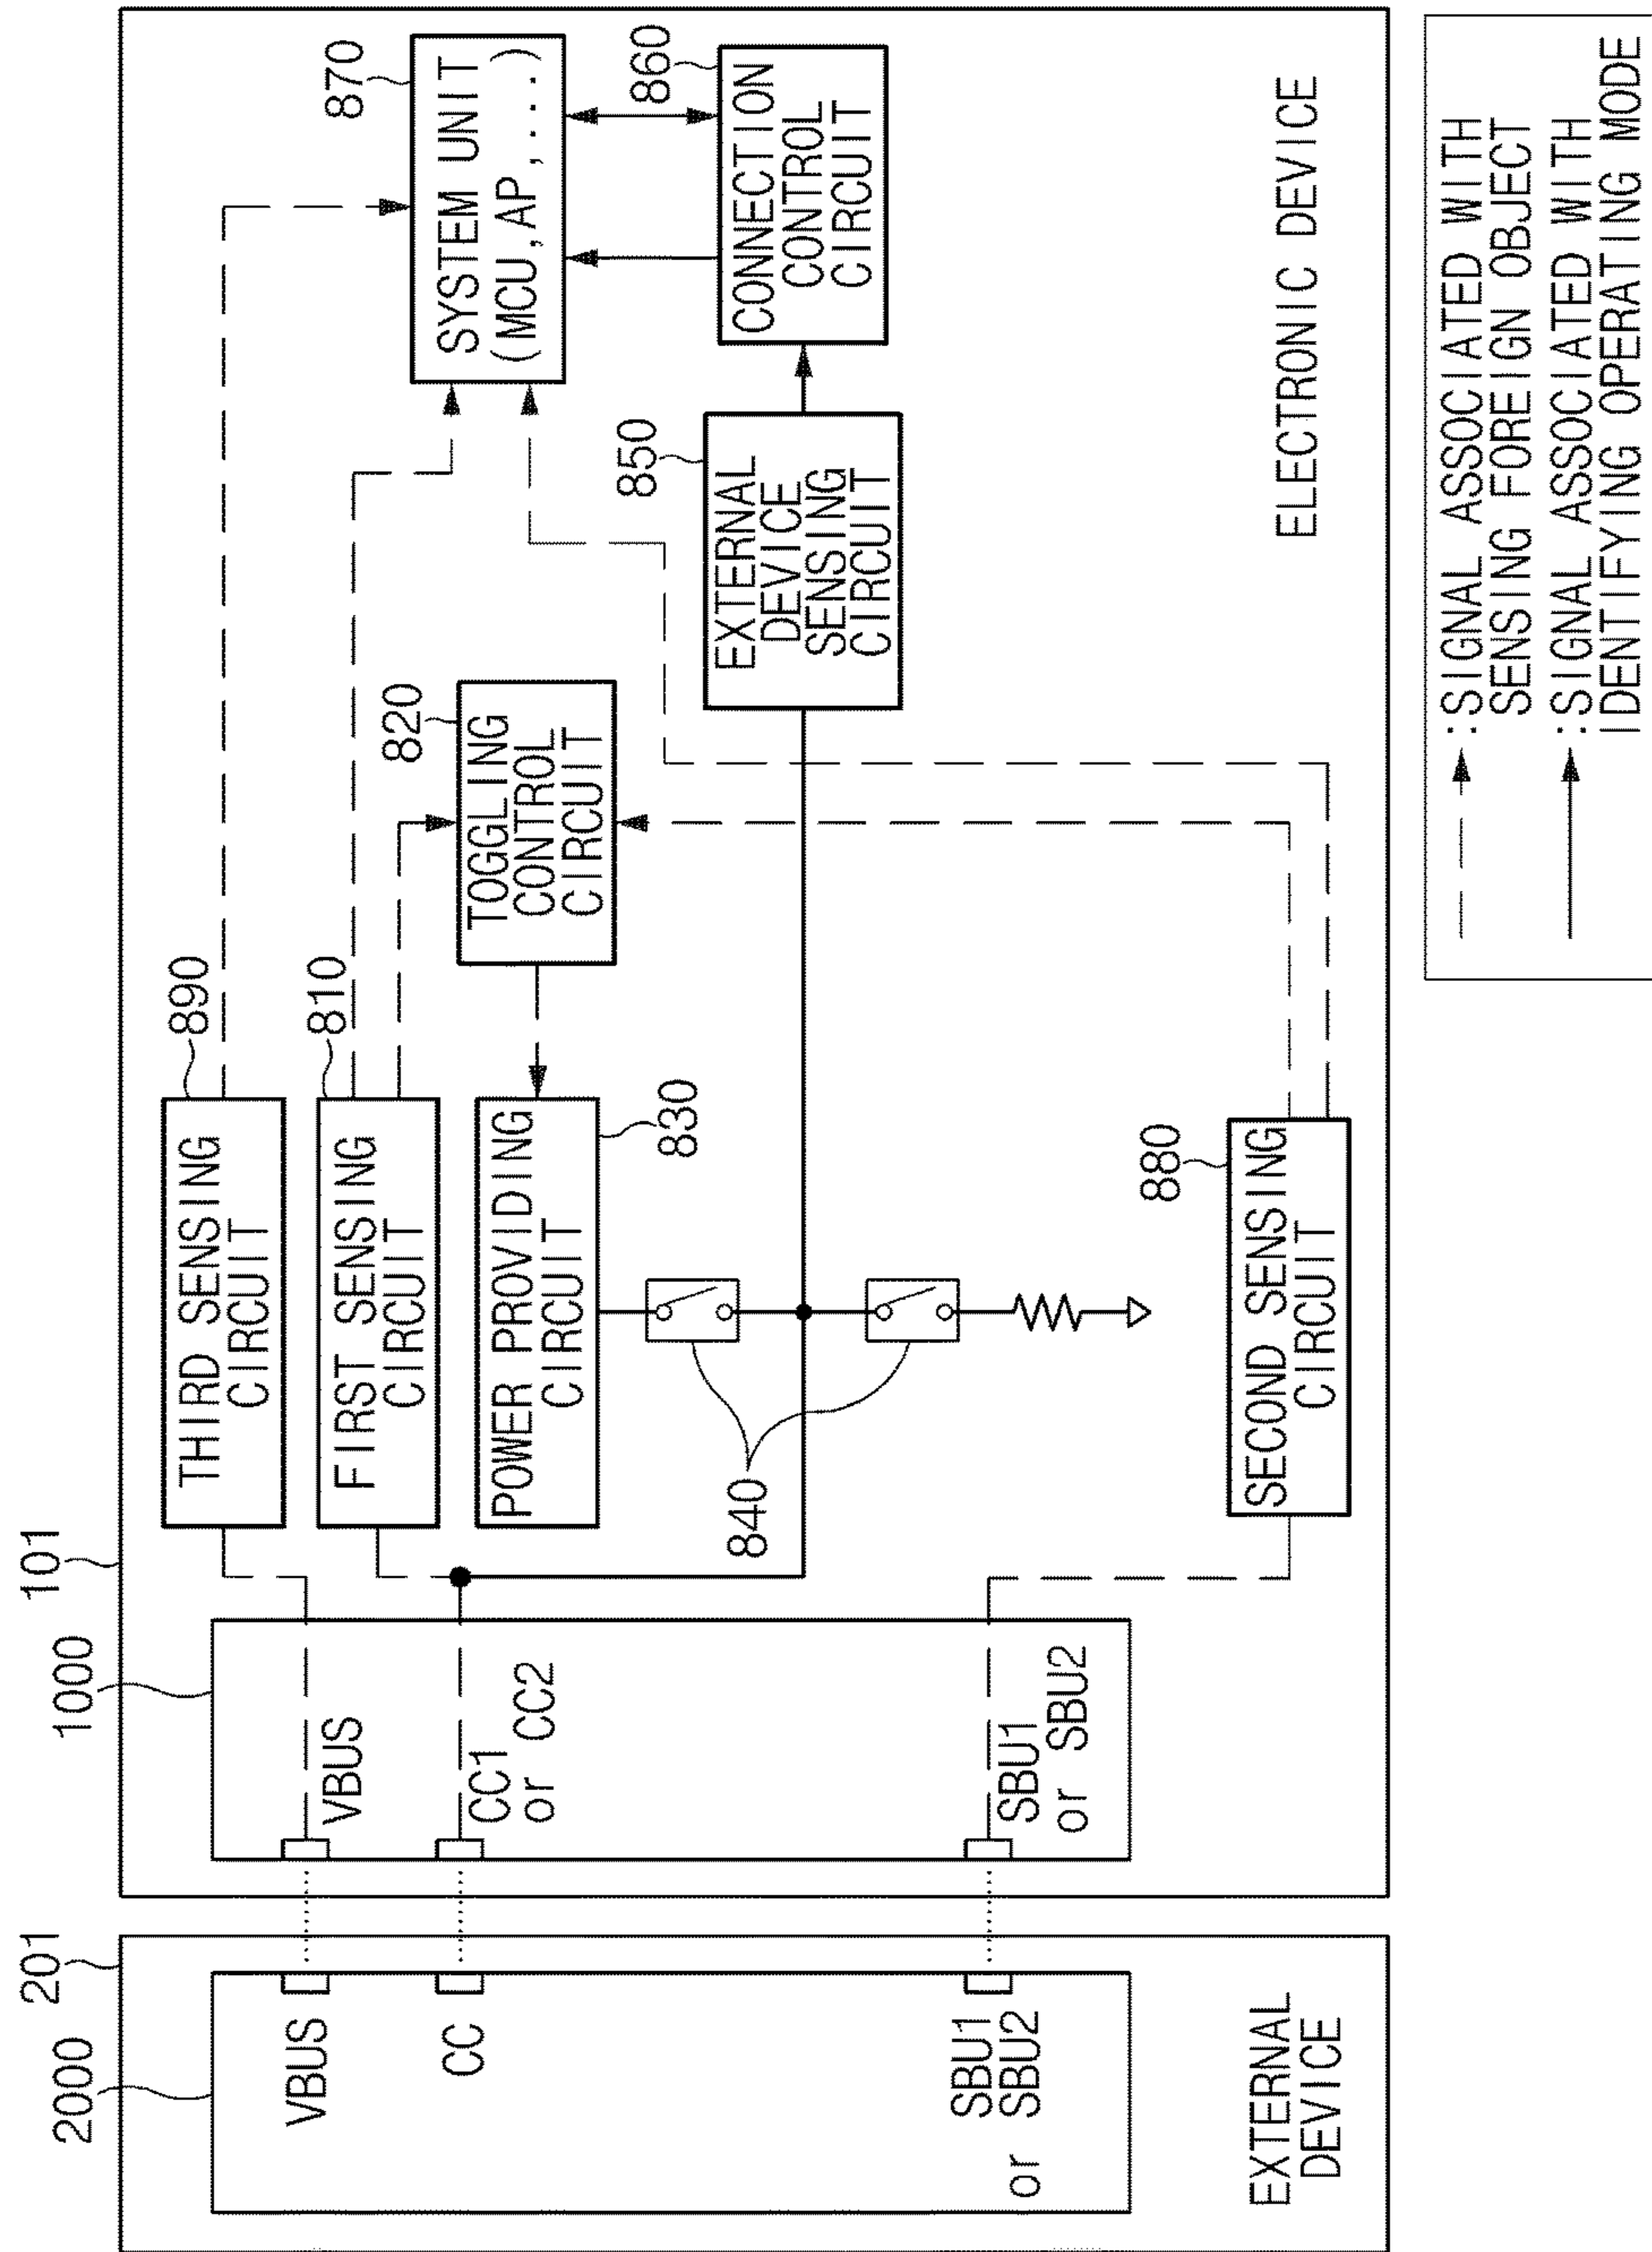 101
1000
201
2000
890
THIRD SENSING
CIRCUIT
810
FIRST SENSING
CIRCUIT
820
TOGGLING
CONTROL
CIRCUIT
830
POWER PROVIDING
CIRCUIT
840
850
EXTERNAL
DEVICE
SENSING
CIRCUIT
870
SYSTEM UNIT
(MCU,AP,...)
860
CONNECTION
CONTROL
CIRCUIT
880
SECOND SENSING
CIRCUIT
VBUS
CC1
or CC2
SBU1
or SBU2
ELECTRONIC DEVICE
VBUS
CC
SBU1
or SBU2
EXTERNAL
DEVICE
:SIGNAL ASSOCIATED WITH
SENSING FOREIGN OBJECT
:SIGNAL ASSOCIATED WITH
IDENTIFYING OPERATING MODE